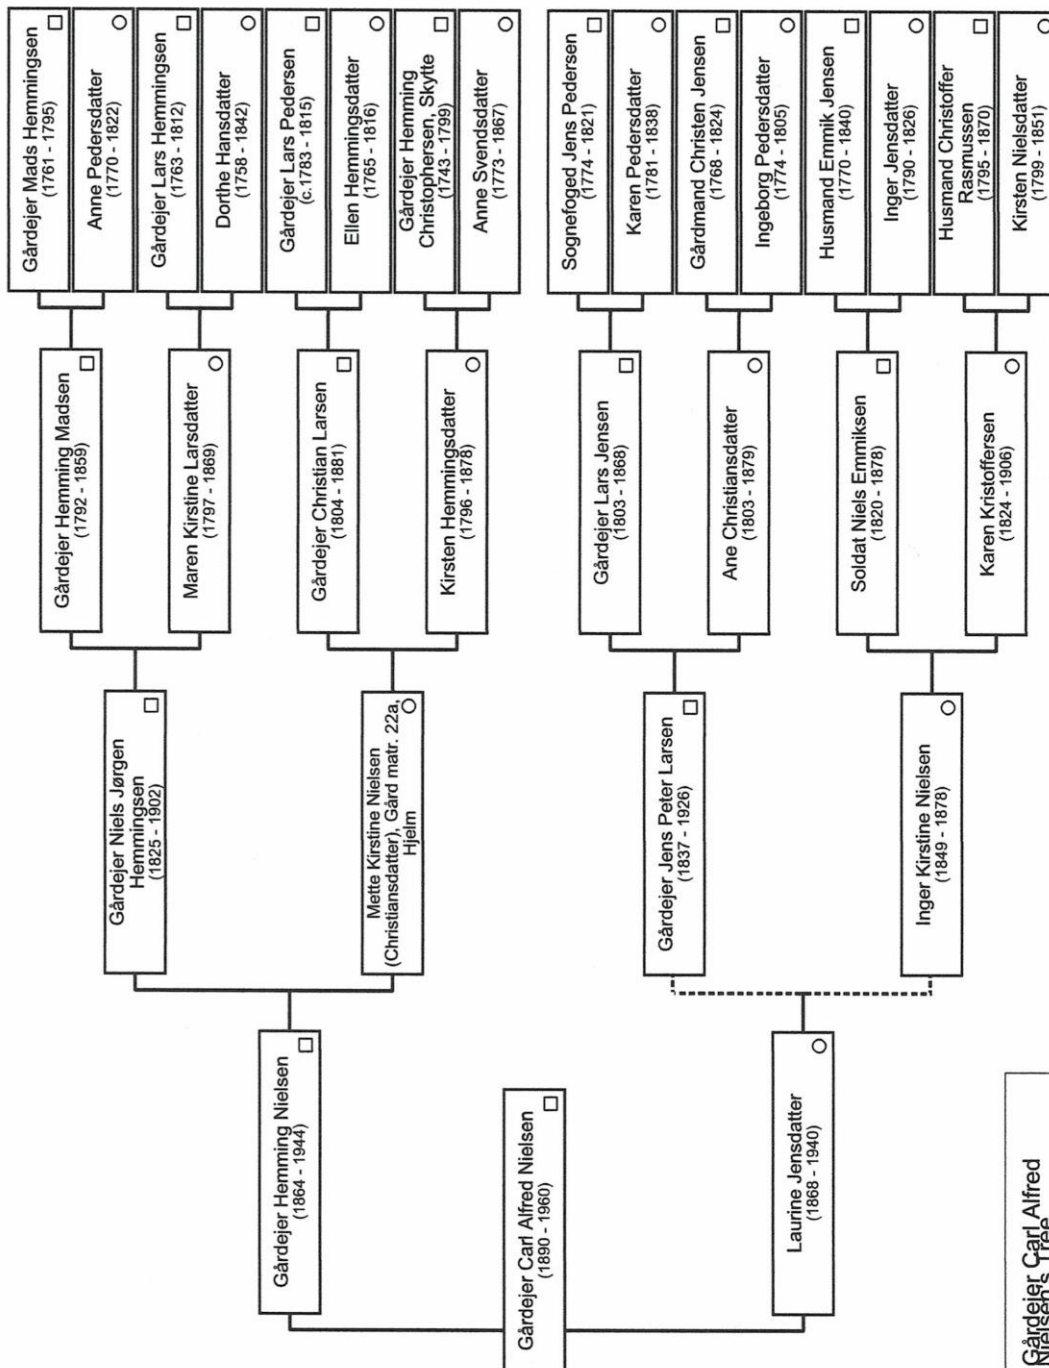 Gårdejer Mads Hemmingsen
(1761 - 1795)
Anne Pedersdatter
(1770 - 1822)
Gårdejer Lars Hemmingsen
(1763 - 1812)
Dorthe Hansdatter
(1758 - 1842)
Gårdejer Lars Pedersen
(c.1783 - 1815)
Ellen Hemmingsdatter
(1765 - 1816)
Gårdejer Hemming
Christophersen, Skytte
(1743 - 1799)
Anne Svendsdatter
(1773 - 1867)
Sognefoged Jens Pedersen
(1774 - 1821)
Karen Pedersdatter
(1781 - 1838)
Gårdmand Christen Jensen
(1768 - 1824)
Ingeborg Pedersdatter
(1774 - 1805)
Husmand Emmik Jensen
(1770 - 1840)
Inger Jensdatter
(1790 - 1826)
Husmand Christoffer
Rasmussen
(1795 - 1870)
Kirsten Nielsdatter
(1799 - 1851)
Gårdejer Hemming Madsen
(1792 - 1859)
Maren Kirstine Larsdatter
(1797 - 1869)
Gårdejer Christian Larsen
(1804 - 1881)
Kirsten Hemmingsdatter
(1796 - 1878)
Gårdejer Lars Jensen
(1803 - 1868)
Ane Christiansdatter
(1803 - 1879)
Soldat Niels Emmiksen
(1820 - 1878)
Karen Kristoffersen
(1824 - 1906)
Gårdejer Niels Jørgen
Hemmingsen
(1825 - 1902)
Mette Kirstine Nielsen
(Christiansdatter), Gård matr. 22a,
Hjelm
Gårdejer Jens Peter Larsen
(1837 - 1926)
Inger Kirstine Nielsen
(1849 - 1878)
Gårdejer Hemming Nielsen
(1864 - 1944)
Laurine Jensdatter
(1868 - 1940)
Gårdejer Carl Alfred Nielsen
(1890 - 1960)
Gårdejer Carl Alfred
Nielsen's Tree